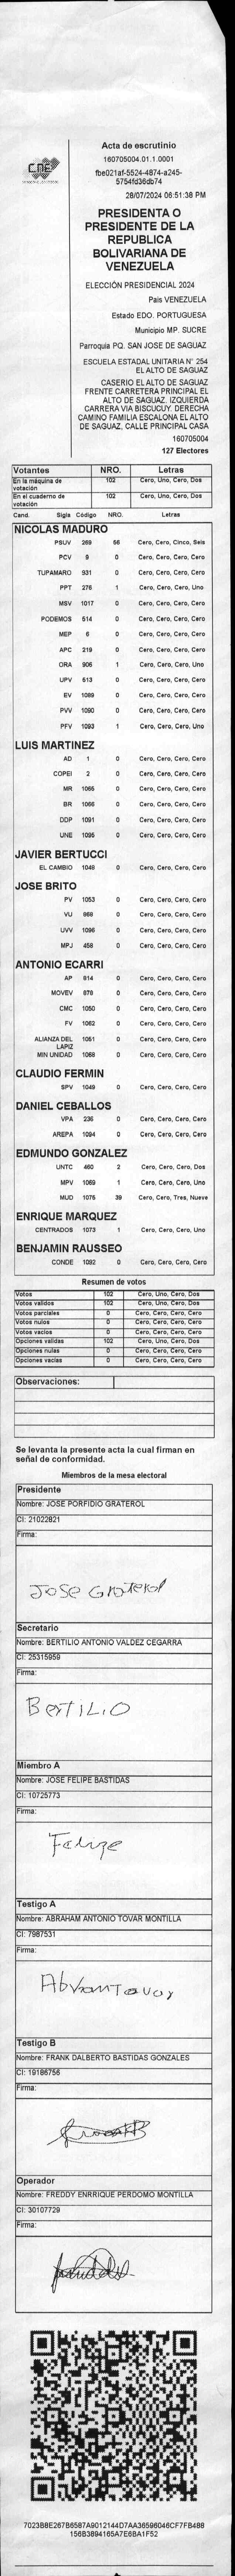 Acta de escrutinio
CNE
160705004.01.1.0001
fbe021af-5524-4874-a245-
5754fd36db74
28/07/2024 06:51:38 PM
PRESIDENTA O
PRESIDENTE DE LA
REPUBLICA
BOLIVARIANA DE
VENEZUELA
ELECCIÓN PRESIDENCIAL 2024
Pais VENEZUELA
Estado EDO. PORTUGUESA
Municipio MP. SUCRE
Parroquia PQ. SAN JOSE DE SAGUAZ
ESCUELA ESTADAL UNITARIA N° 254
EL ALTO DE SAGUAZ
CASERIO EL ALTO DE SAGUAZ
FRENTE CARRETERA PRINCIPAL EL
ALTO DE SAGUAZ. IZQUIERDA
CARRERA VIA BISCUCUY. DERECHA
CAMINO FAMILIA ESCALONA EL ALTO
DE SAGUAZ, CALLE PRINCIPAL CASA
160705004
127 Electores
Votantes NRO. Letras
En la máquina de votación 102 Cero, Uno, Cero, Dos
En el cuaderno de votación 102 Cero, Uno, Cero, Dos
Cand. Sigla Código NRO. Letras
NICOLAS MADURO
PSUV 269 56 Cero, Cero, Cinco, Seis
PCV 9 0 Cero, Cero, Cero, Cero
TUPAMARO 931 0 Cero, Cero, Cero, Cero
PPT 276 1 Cero, Cero, Cero, Uno
MSV 1017 0 Cero, Cero, Cero, Cero
PODEMOS 514 0 Cero, Cero, Cero, Cero
MEP 6 0 Cero, Cero, Cero, Cero
APC 219 0 Cero, Cero, Cero, Cero
ORA 906 1 Cero, Cero, Cero, Uno
UPV 513 0 Cero, Cero, Cero, Cero
EV 1089 0 Cero, Cero, Cero, Cero
PVV 1090 0 Cero, Cero, Cero, Cero
PFV 1093 1 Cero, Cero, Cero, Uno
LUIS MARTINEZ
AD 1 0 Cero, Cero, Cero, Cero
COPEI 2 0 Cero, Cero, Cero, Cero
MR 1065 0 Cero, Cero, Cero, Cero
BR 1066 0 Cero, Cero, Cero, Cero
DDP 1091 0 Cero, Cero, Cero, Cero
UNE 1095 0 Cero, Cero, Cero, Cero
JAVIER BERTUCCI
EL CAMBIO 1048 0 Cero, Cero, Cero, Cero
JOSE BRITO
PV 1053 0 Cero, Cero, Cero, Cero
VU 868 0 Cero, Cero, Cero, Cero
UVV 1096 0 Cero, Cero, Cero, Cero
MPJ 458 0 Cero, Cero, Cero, Cero
ANTONIO ECARRI
AP 614 0 Cero, Cero, Cero, Cero
MOVEV 878 0 Cero, Cero, Cero, Cero
CMC 1050 0 Cero, Cero, Cero, Cero
FV 1062 0 Cero, Cero, Cero, Cero
ALIANZA DEL LAPIZ 1051 0 Cero, Cero, Cero, Cero
MIN UNIDAD 1068 0 Cero, Cero, Cero, Cero
CLAUDIO FERMIN
SPV 1049 0 Cero, Cero, Cero, Cero
DANIEL CEBALLOS
VPA 236 0 Cero, Cero, Cero, Cero
AREPA 1094 0 Cero, Cero, Cero, Cero
EDMUNDO GONZALEZ
UNTC 460 2 Cero, Cero, Cero, Dos
MPV 1069 1 Cero, Cero, Cero, Uno
MUD 1075 39 Cero, Cero, Tres, Nueve
ENRIQUE MARQUEZ
CENTRADOS 1073 1 Cero, Cero, Cero, Uno
BENJAMIN RAUSSEO
CONDE 1092 0 Cero, Cero, Cero, Cero
Resumen de votos
Votos 102 Cero, Uno, Cero, Dos
Votos validos 102 Cero, Uno, Cero, Dos
Votos parciales 0 Cero, Cero, Cero, Cero
Votos nulos 0 Cero, Cero, Cero, Cero
Votos vacíos 0 Cero, Cero, Cero, Cero
Opciones validas 102 Cero, Uno, Cero, Dos
Opciones nulas 0 Cero, Cero, Cero, Cero
Opciones vacias 0 Cero, Cero, Cero, Cero
Observaciones:
Se levanta la presente acta la cual firman en
señal de conformidad.
Miembros de la mesa electoral
Presidente
Nombre: JOSE PORFIDIO GRATEROL
CI: 21022821
Firma:
Jose Graterol
Secretario
Nombre: BERTILIO ANTONIO VALDEZ CEGARRA
CI: 25315959
Firma:
BertiLiO
Miembro A
Nombre: JOSE FELIPE BASTIDAS
CI: 10725773
Firma:
Felipe
Testigo A
Nombre: ABRAHAM ANTONIO TOVAR MONTILLA
CI: 7987531
Firma:
Testigo B
Nombre: FRANK DALBERTO BASTIDAS GONZALES
CI: 19186756
Firma:
Operador
Nombre: FREDDY ENRRIQUE PERDOMO MONTILLA
CI: 30107729
Firma:
7023B8E267B6587A9012144D7AA36596046CF7FB488
156B3894165A7E6BA1F52